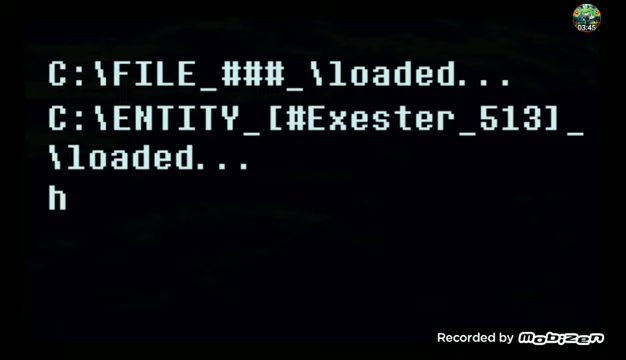 03:45
C:\FILE_###_\loaded...
C:\ENTITY_[#Exester_513]_
\loaded...
h
Recorded by mobizen